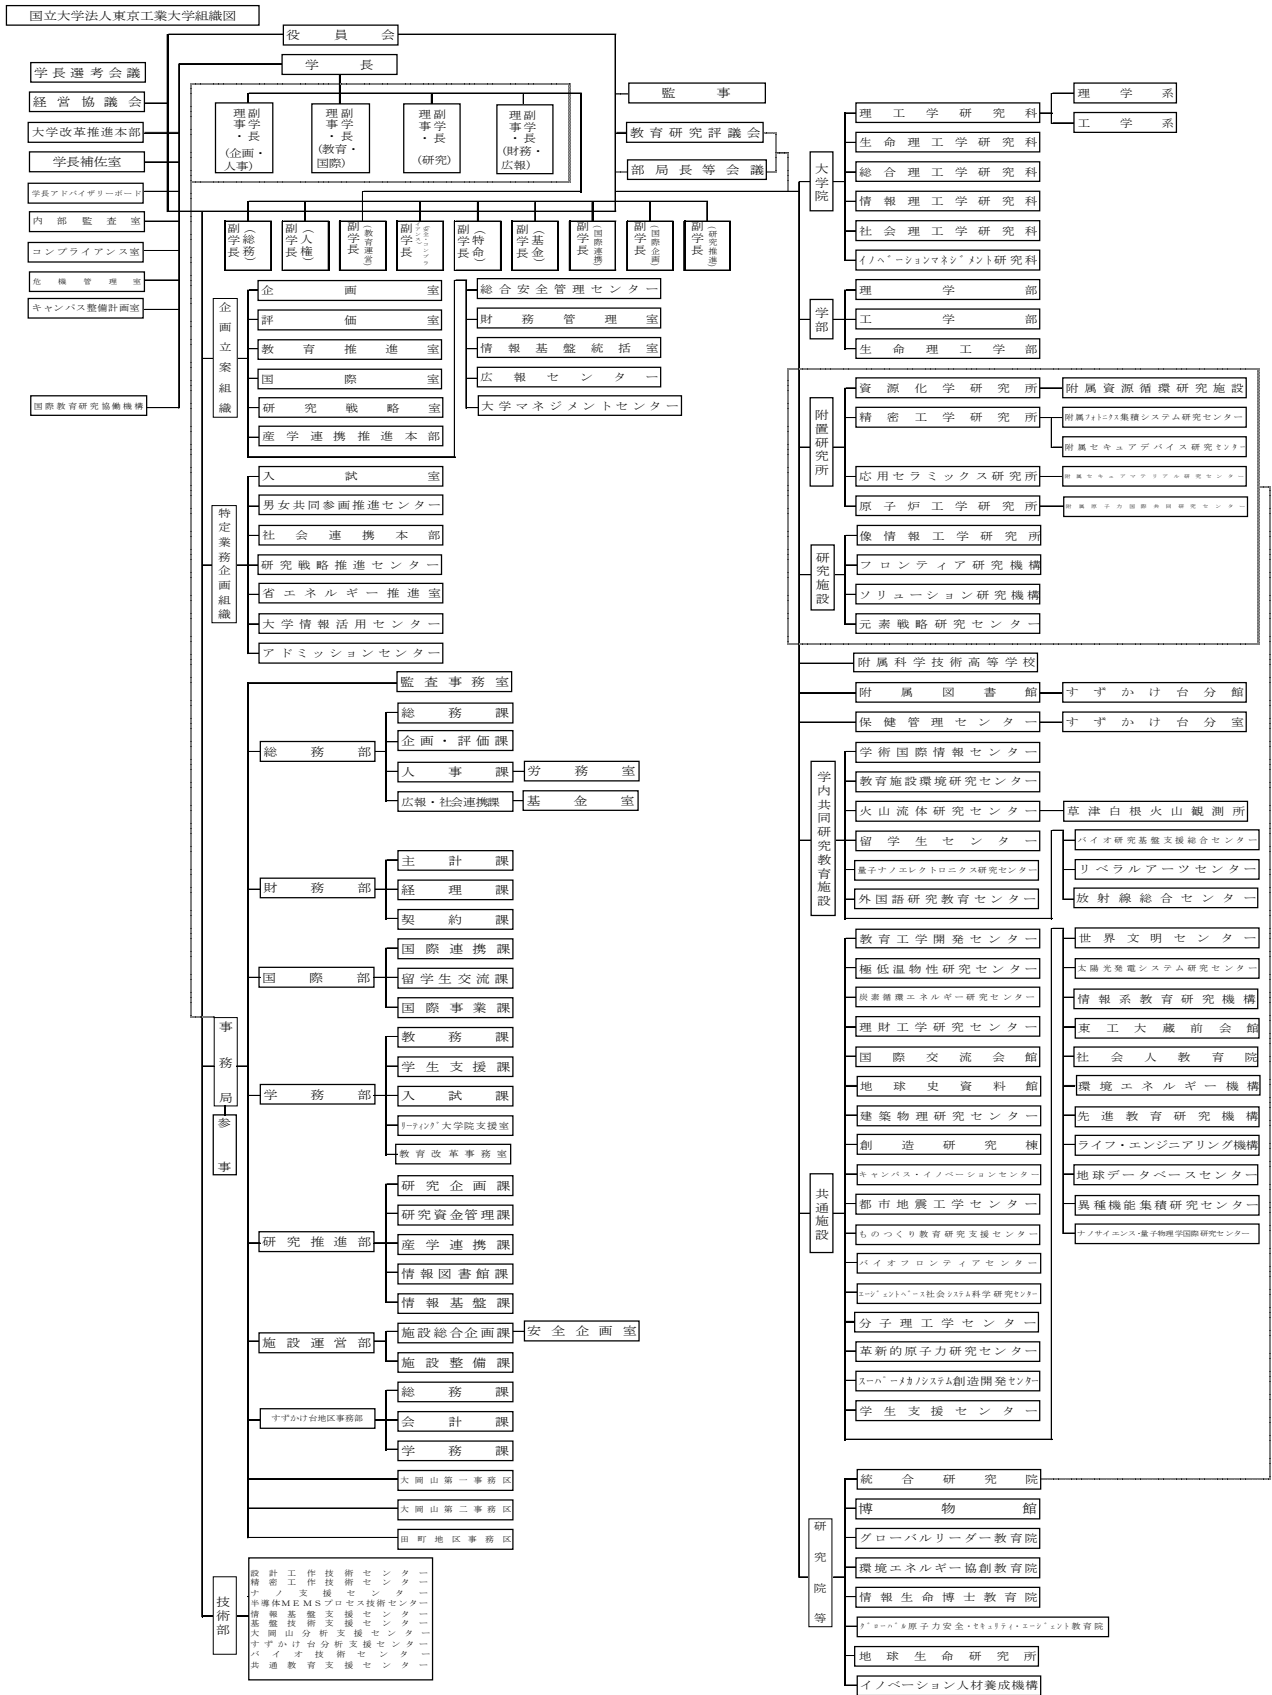 国立大学法人東京工業大学組織図
役員会
学長
学長選考会議
経営協議会
大学改革推進本部
学長補佐室
学長アドバイザリーボード
内部監査室
コンプライアンス室
危機管理室
キャンパス整備計画室
国際教育研究協働機構
理事・副学長(企画・人事)
理事・副学長(教育・国際)
理事・副学長(研究)
理事・副学長(財務・広報)
監事
教育研究評議会
部局長等会議
副学長(総務)
副学長(人権)
副学長(教育運営)
副学長
副学長(特命)
副学長(基金)
副学長(国際連携)
副学長(国際企画)
副学長(研究推進)
企画立案組織
企画室
評価室
教育推進室
国際室
研究戦略室
産学連携推進本部
総合安全管理センター
財務管理室
情報基盤統括室
広報センター
大学マネジメントセンター
特定業務企画組織
入試室
男女共同参画推進センター
社会連携本部
研究戦略推進センター
省エネルギー推進室
大学情報活用センター
アドミッションセンター
事務局
参事
監査事務室
総務部
総務課
企画・評価課
人事課
労務室
広報・社会連携課
基金室
財務部
主計課
経理課
契約課
国際部
国際連携課
留学生交流課
国際事業課
学務部
教務課
学生支援課
入試課
リーディング大学院支援室
教育改革事務室
研究推進部
研究企画課
研究資金管理課
産学連携課
情報図書館課
情報基盤課
施設運営部
施設総合企画課
安全企画室
施設整備課
すずかけ台地区事務部
総務課
会計課
学務課
大岡山第一事務区
大岡山第二事務区
田町地区事務区
技術部
設計工作技術センター
精密工作技術センター
ナノ支援センター
半導体MEMSプロセス技術センター
情報基盤支援センター
基盤技術支援センター
大岡山分析支援センター
すずかけ台分析支援センター
バイオ技術センター
共通教育支援センター
大学院
理工学研究科
理学系
工学系
生命理工学研究科
総合理工学研究科
情報理工学研究科
社会理工学研究科
イノベーションマネジメント研究科
学部
理学部
工学部
生命理工学部
附置研究所
資源化学研究所
附属資源循環研究施設
精密工学研究所
附属フォトニクス集積システム研究センター
附属セキュアデバイス研究センター
応用セラミックス研究所
附属セキュアマテリアル研究センター
原子炉工学研究所
附属原子力国際共同研究センター
研究施設
像情報工学研究所
フロンティア研究機構
ソリューション研究機構
元素戦略研究センター
附属科学技術高等学校
附属図書館
すずかけ台分館
保健管理センター
すずかけ台分室
学内共同研究教育施設
学術国際情報センター
教育施設環境研究センター
火山流体研究センター
草津白根火山観測所
留学生センター
量子ナノエレクトロニクス研究センター
外国語研究教育センター
バイオ研究基盤支援総合センター
リベラルアーツセンター
放射線総合センター
共通施設
教育工学開発センター
極低温物性研究センター
炭素循環エネルギー研究センター
理財工学研究センター
国際交流会館
地球史資料館
建築物理研究センター
創造研究棟
キャンパス・イノベーションセンター
都市地震工学センター
ものつくり教育研究支援センター
バイオフロンティアセンター
エージェントベース社会システム科学研究センター
分子理工学センター
革新的原子力研究センター
スーパーメカノシステム創造開発センター
学生支援センター
世界文明センター
太陽光発電システム研究センター
情報系教育研究機構
東工大蔵前会館
社会人教育院
環境エネルギー機構
先進教育研究機構
ライフ・エンジニアリング機構
地球データベースセンター
異種機能集積研究センター
ナノサイエンス・量子物理学国際研究センター
研究院等
統合研究院
博物館
グローバルリーダー教育院
環境エネルギー協創教育院
情報生命博士教育院
グローバル原子力安全・セキュリティ・エージェント教育院
地球生命研究所
イノベーション人材養成機構